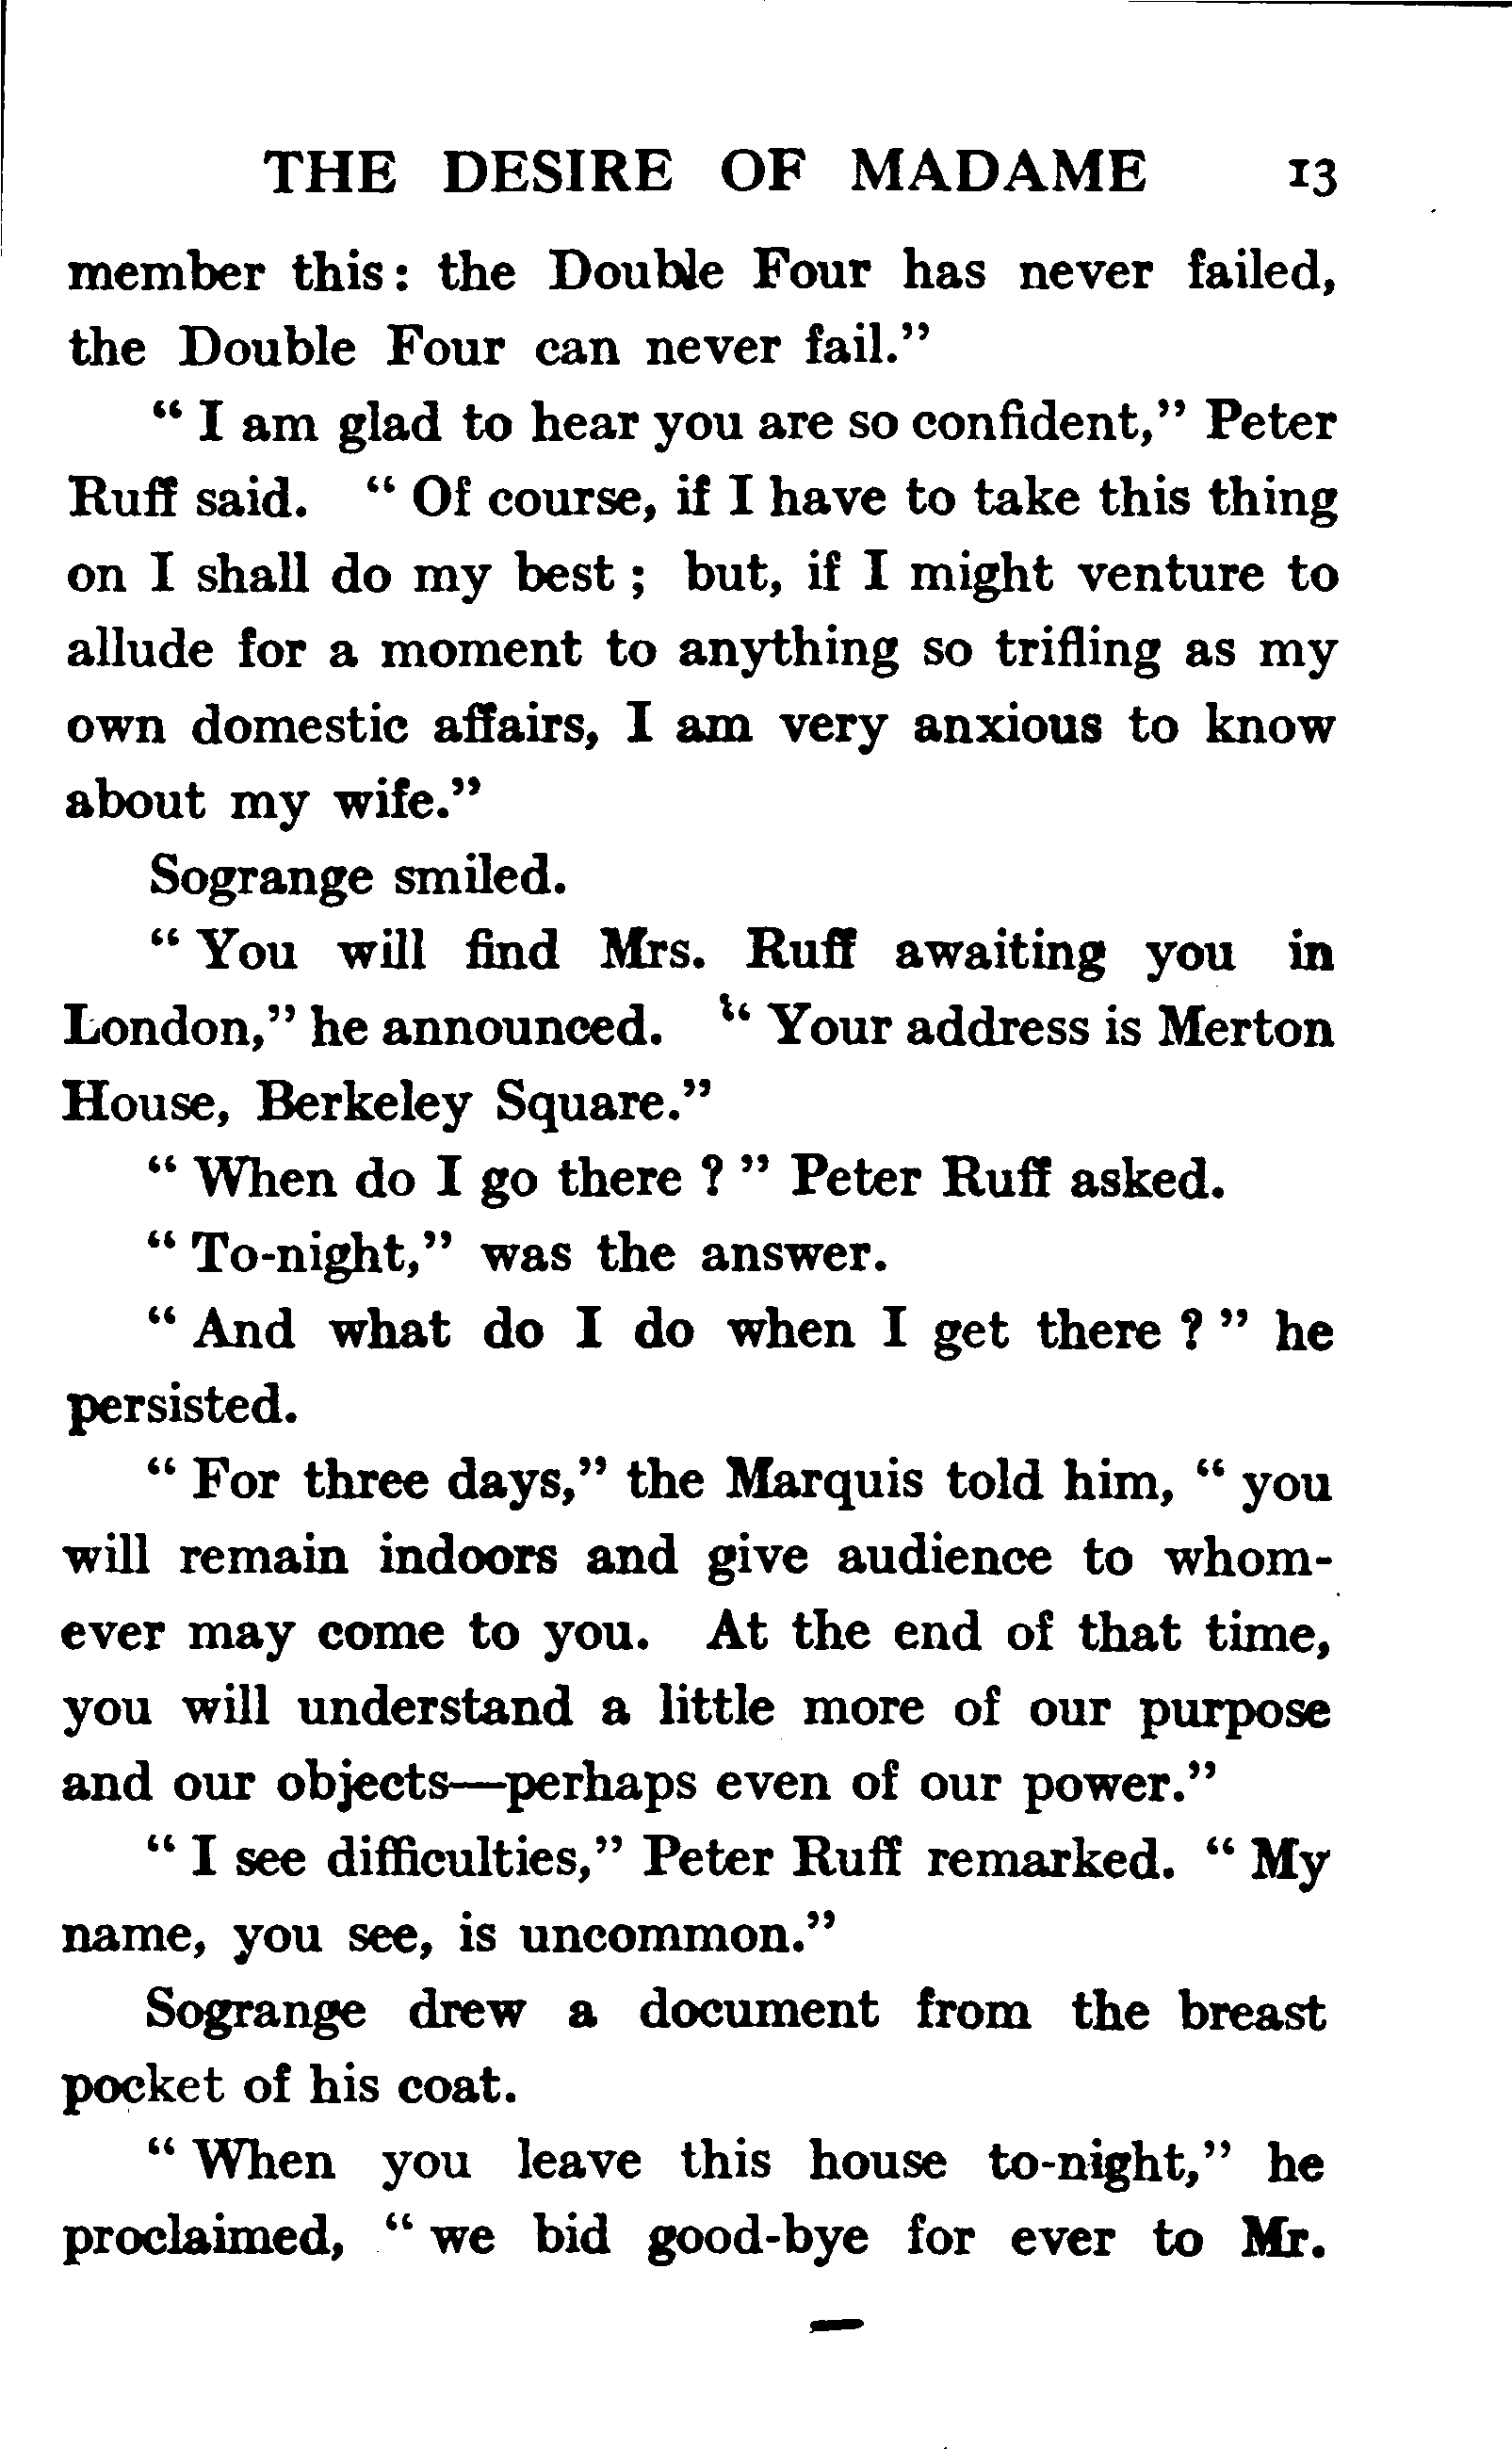 THE DESIRE OF MADAME 13
member this: the Double Four has never failed,
the Double Four can never fail.”
“ I am glad to hear you are so confident,” Peter
Ruff said. “ Of course, if I have to take this thing
on I shall do my best ; but, if I might venture to
allude for a moment to anything so trifling as my
own domestic affairs, I am very anxious to know
about my wife.”
Sogrange smiled.
“ You will find Mrs. Ruff awaiting you in
London,” he announced. “ Your address is Merton
House, Berkeley Square.”
“ When do I go there ? ” Peter Ruff asked.
“ To-night,” was the answer.
“ And what do I do when I get there ? ” he
persisted.
“ For three days,” the Marquis told him, “ you
will remain indoors and give audience to whom-
ever may come to you. At the end of that time,
you will understand a little more of our purpose
and our objects—perhaps even of our power.”
“ I see difficulties,” Peter Ruff remarked. “ My
name, you see, is uncommon.”
Sogrange drew a document from the breast
pocket of his coat.
“ When you leave this house to-night,” he
proclaimed, “ we bid good-bye for ever to Mr.